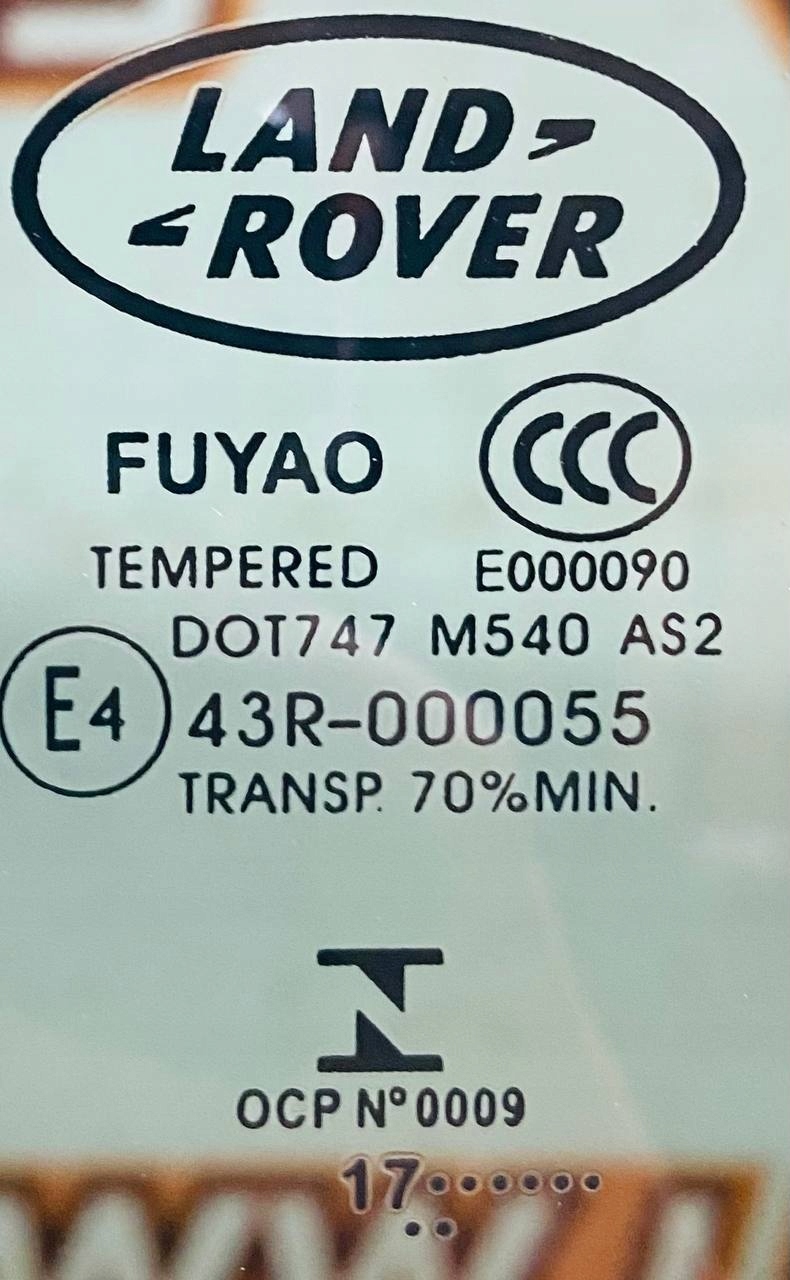 LAND
ROVER
FUYAO CCC
TEMPERED E000090
DOT747 M540 AS2
E4 43R-000055
TRANSP. 70%MIN.
OCP Nº0009
17••••••
••